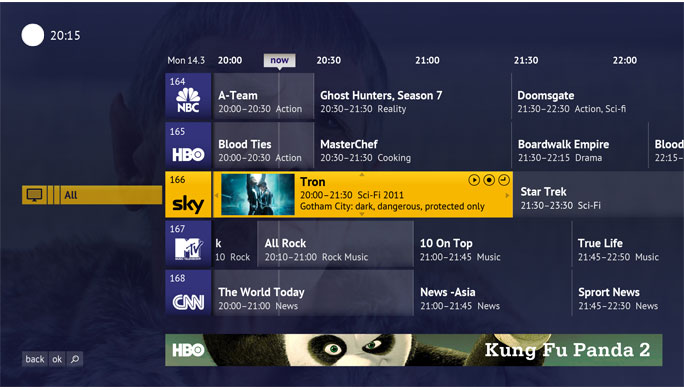 20:15
Mon 14.3 20:00 now 20:30 21:00 21:30 22:00
164
NBC
A-Team
20:00–20:30 Action
Ghost Hunters, Season 7
20:30–21:30 Reality
Doomsgate
21:30–22:30 Action, Sci-fi
165
HBO
Blood Ties
20:00–20:30 Action
MasterChef
20:30–21:30 Cooking
Boardwalk Empire
21:30–22:15 Drama
Blood
22:15–
All
166
sky
Tron
20:00–21:30 Sci-Fi 2011
Gotham City: dark, dangerous, protected only
Star Trek
21:30–23:30 Sci-Fi
167
MTV
k
10 Rock
All Rock
20:10–21:00 Rock Music
10 On Top
21:00–21:45 Music
True Life
21:45–22:50 Music
168
CNN
The World Today
20:00–21:00 News
News -Asia
21:00–21:45 News
Sprort News
21:45–22:30 News
HBO
Kung Fu Panda 2
back ok